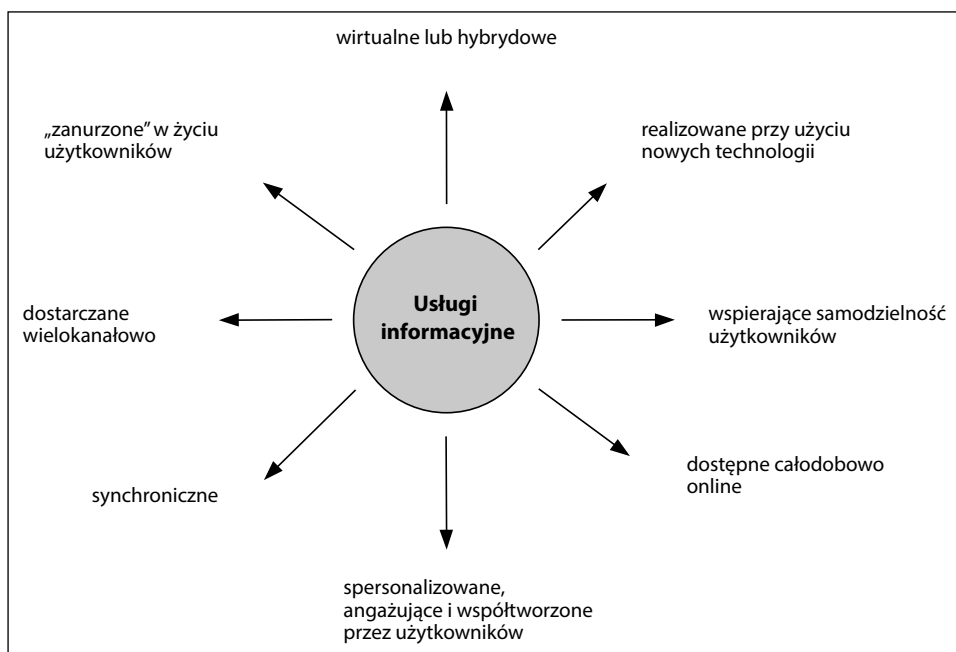 wirtualne lub hybrydowe
„zanurzone” w życiu
użytkowników
realizowane przy użyciu
nowych technologii
Usługi
informacyjne
dostarczane
wielokanałowo
wspierające samodzielność
użytkowników
synchroniczne
dostępne całodobowo
online
spersonalizowane,
angażujące i współtworzone
przez użytkowników